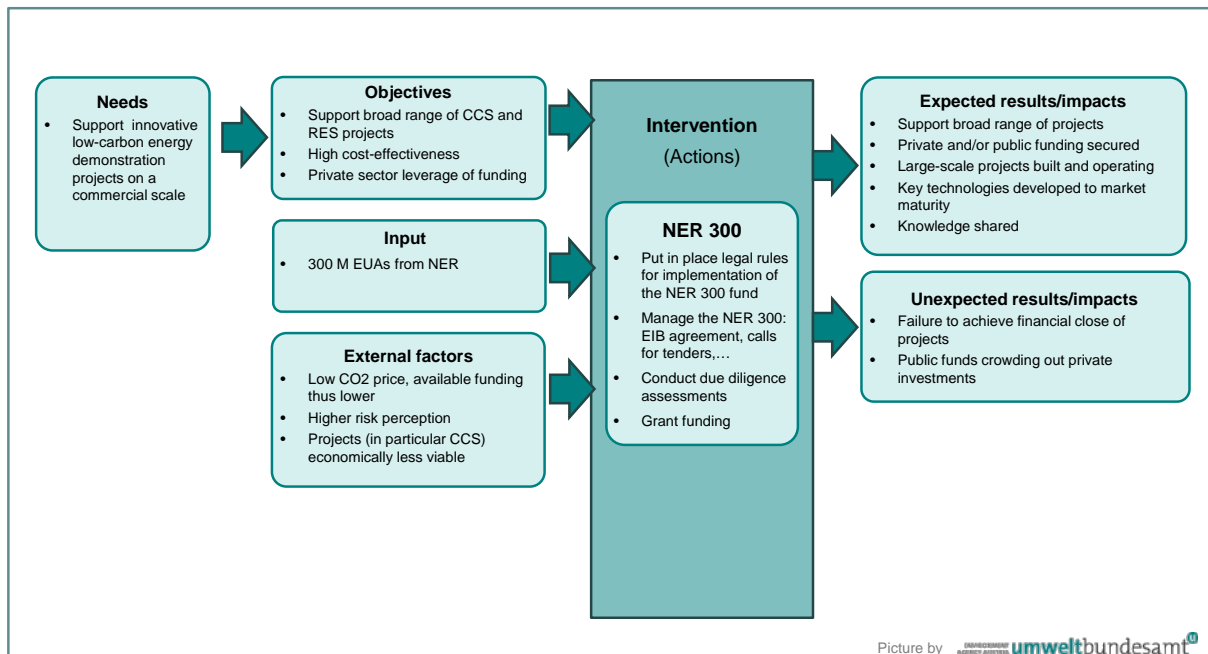 Needs
• Support innovative
low-carbon energy
demonstration
projects on a
commercial scale
Objectives
• Support broad range of CCS and
RES projects
• High cost-effectiveness
• Private sector leverage of funding
Input
• 300 M EUAs from NER
External factors
• Low CO2 price, available funding
thus lower
• Higher risk perception
• Projects (in particular CCS)
economically less viable
Intervention
(Actions)
NER 300
• Put in place legal rules
for implementation of
the NER 300 fund
• Manage the NER 300:
EIB agreement, calls
for tenders,…
• Conduct due diligence
assessments
• Grant funding
Expected results/impacts
• Support broad range of projects
• Private and/or public funding secured
• Large-scale projects built and operating
• Key technologies developed to market
maturity
• Knowledge shared
Unexpected results/impacts
• Failure to achieve financial close of
projects
• Public funds crowding out private
investments
Picture by
ENVIRONMENT
AGENCY AUSTRIA
umweltbundesamt
u